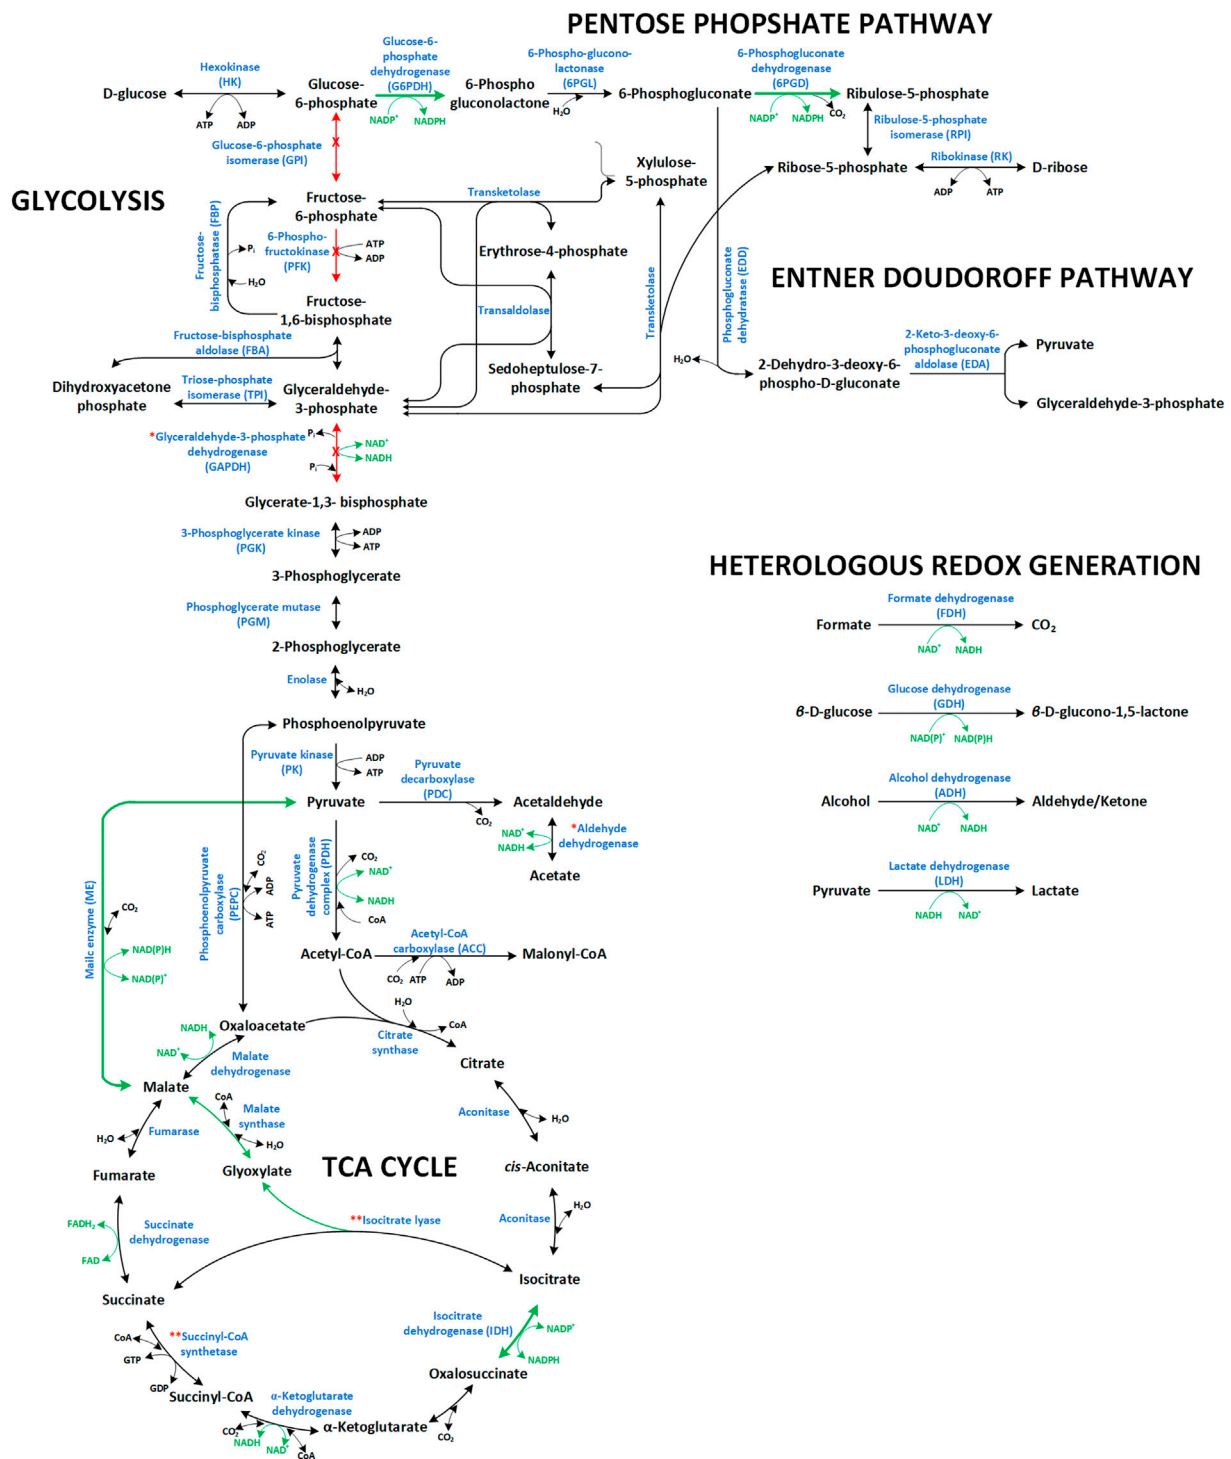 PENTOSE PHOPSHATE PATHWAY
Hexokinase
(HK)
D-glucose
ATP
ADP
Glucose-
6-phosphate
Glucose-6-
phosphate
dehydrogenase
(G6PDH)
NADP⁺
NADPH
6-Phospho
gluconolactone
6-Phospho-glucono-
lactonase
(6PGL)
H₂O
6-Phosphogluconate
6-Phosphogluconate
dehydrogenase
(6PGD)
NADP⁺
NADPH
CO₂
Ribulose-5-phosphate
Ribulose-5-phosphate
isomerase (RPI)
Ribose-5-phosphate
Ribokinase (RK)
ADP
ATP
D-ribose
Glucose-6-phosphate
isomerase (GPI)
X
Xylulose-
5-phosphate
GLYCOLYSIS
Fructose-
6-phosphate
Transketolase
Erythrose-4-phosphate
Fructose-
bisphosphatase (FBP)
Pᵢ
H₂O
6-Phospho-
fructokinase
(PFK)
X
ATP
ADP
Transaldolase
Transketolase
Phosphogluconate
dehydratase (EDD)
ENTNER DOUDOROFF PATHWAY
Fructose-
1,6-bisphosphate
Fructose-bisphosphate
aldolase (FBA)
Dihydroxyacetone
phosphate
Triose-phosphate
isomerase (TPI)
Glyceraldehyde-
3-phosphate
Sedoheptulose-7-
phosphate
H₂O
2-Dehydro-3-deoxy-6-
phospho-D-gluconate
2-Keto-3-deoxy-6-
phosphogluconate
aldolase (EDA)
Pyruvate
Glyceraldehyde-3-phosphate
*Glyceraldehyde-3-phosphate
dehydrogenase
(GAPDH)
Pᵢ
X
NAD⁺
NADH
Pᵢ
Glycerate-1,3- bisphosphate
3-Phosphoglycerate kinase
(PGK)
ADP
ATP
3-Phosphoglycerate
Phosphoglycerate mutase
(PGM)
2-Phosphoglycerate
Enolase
H₂O
Phosphoenolpyruvate
Pyruvate kinase
(PK)
ADP
ATP
Pyruvate
Pyruvate
decarboxylase
(PDC)
CO₂
Acetaldehyde
NAD⁺
NADH
*Aldehyde
dehydrogenase
Acetate
HETEROLOGOUS REDOX GENERATION
Formate dehydrogenase
(FDH)
Formate
CO₂
NAD⁺
NADH
Glucose dehydrogenase
(GDH)
β-D-glucose
β-D-glucono-1,5-lactone
NAD(P)⁺
NAD(P)H
Alcohol dehydrogenase
(ADH)
Alcohol
Aldehyde/Ketone
NAD⁺
NADH
Lactate dehydrogenase
(LDH)
Pyruvate
Lactate
NADH
NAD⁺
Mailc enzyme (ME)
CO₂
NAD(P)H
NAD(P)⁺
Phosphoenolpyruvate
carboxylase
(PEPC)
CO₂
ADP
ATP
Pyruvate
dehydrogenase
complex (PDH)
CO₂
NAD⁺
NADH
CoA
Acetyl-CoA
Acetyl-CoA
carboxylase (ACC)
CO₂
ATP
ADP
Malonyl-CoA
Oxaloacetate
H₂O
CoA
Citrate
synthase
Citrate
NADH
NAD⁺
Malate
dehydrogenase
Malate
CoA
Malate
synthase
H₂O
Aconitase
H₂O
H₂O
Fumarase
Fumarate
Glyoxylate
TCA CYCLE
cis-Aconitate
Aconitase
H₂O
FADH₂
FAD
Succinate
dehydrogenase
**Isocitrate lyase
Isocitrate
Succinate
Isocitrate
dehydrogenase (IDH)
NADP⁺
NADPH
CoA
GTP
GDP
**Succinyl-CoA
synthetase
Oxalosuccinate
Succinyl-CoA
α-Ketoglutarate
dehydrogenase
α-Ketoglutarate
CO₂
CO₂
NADH
NAD⁺
CoA